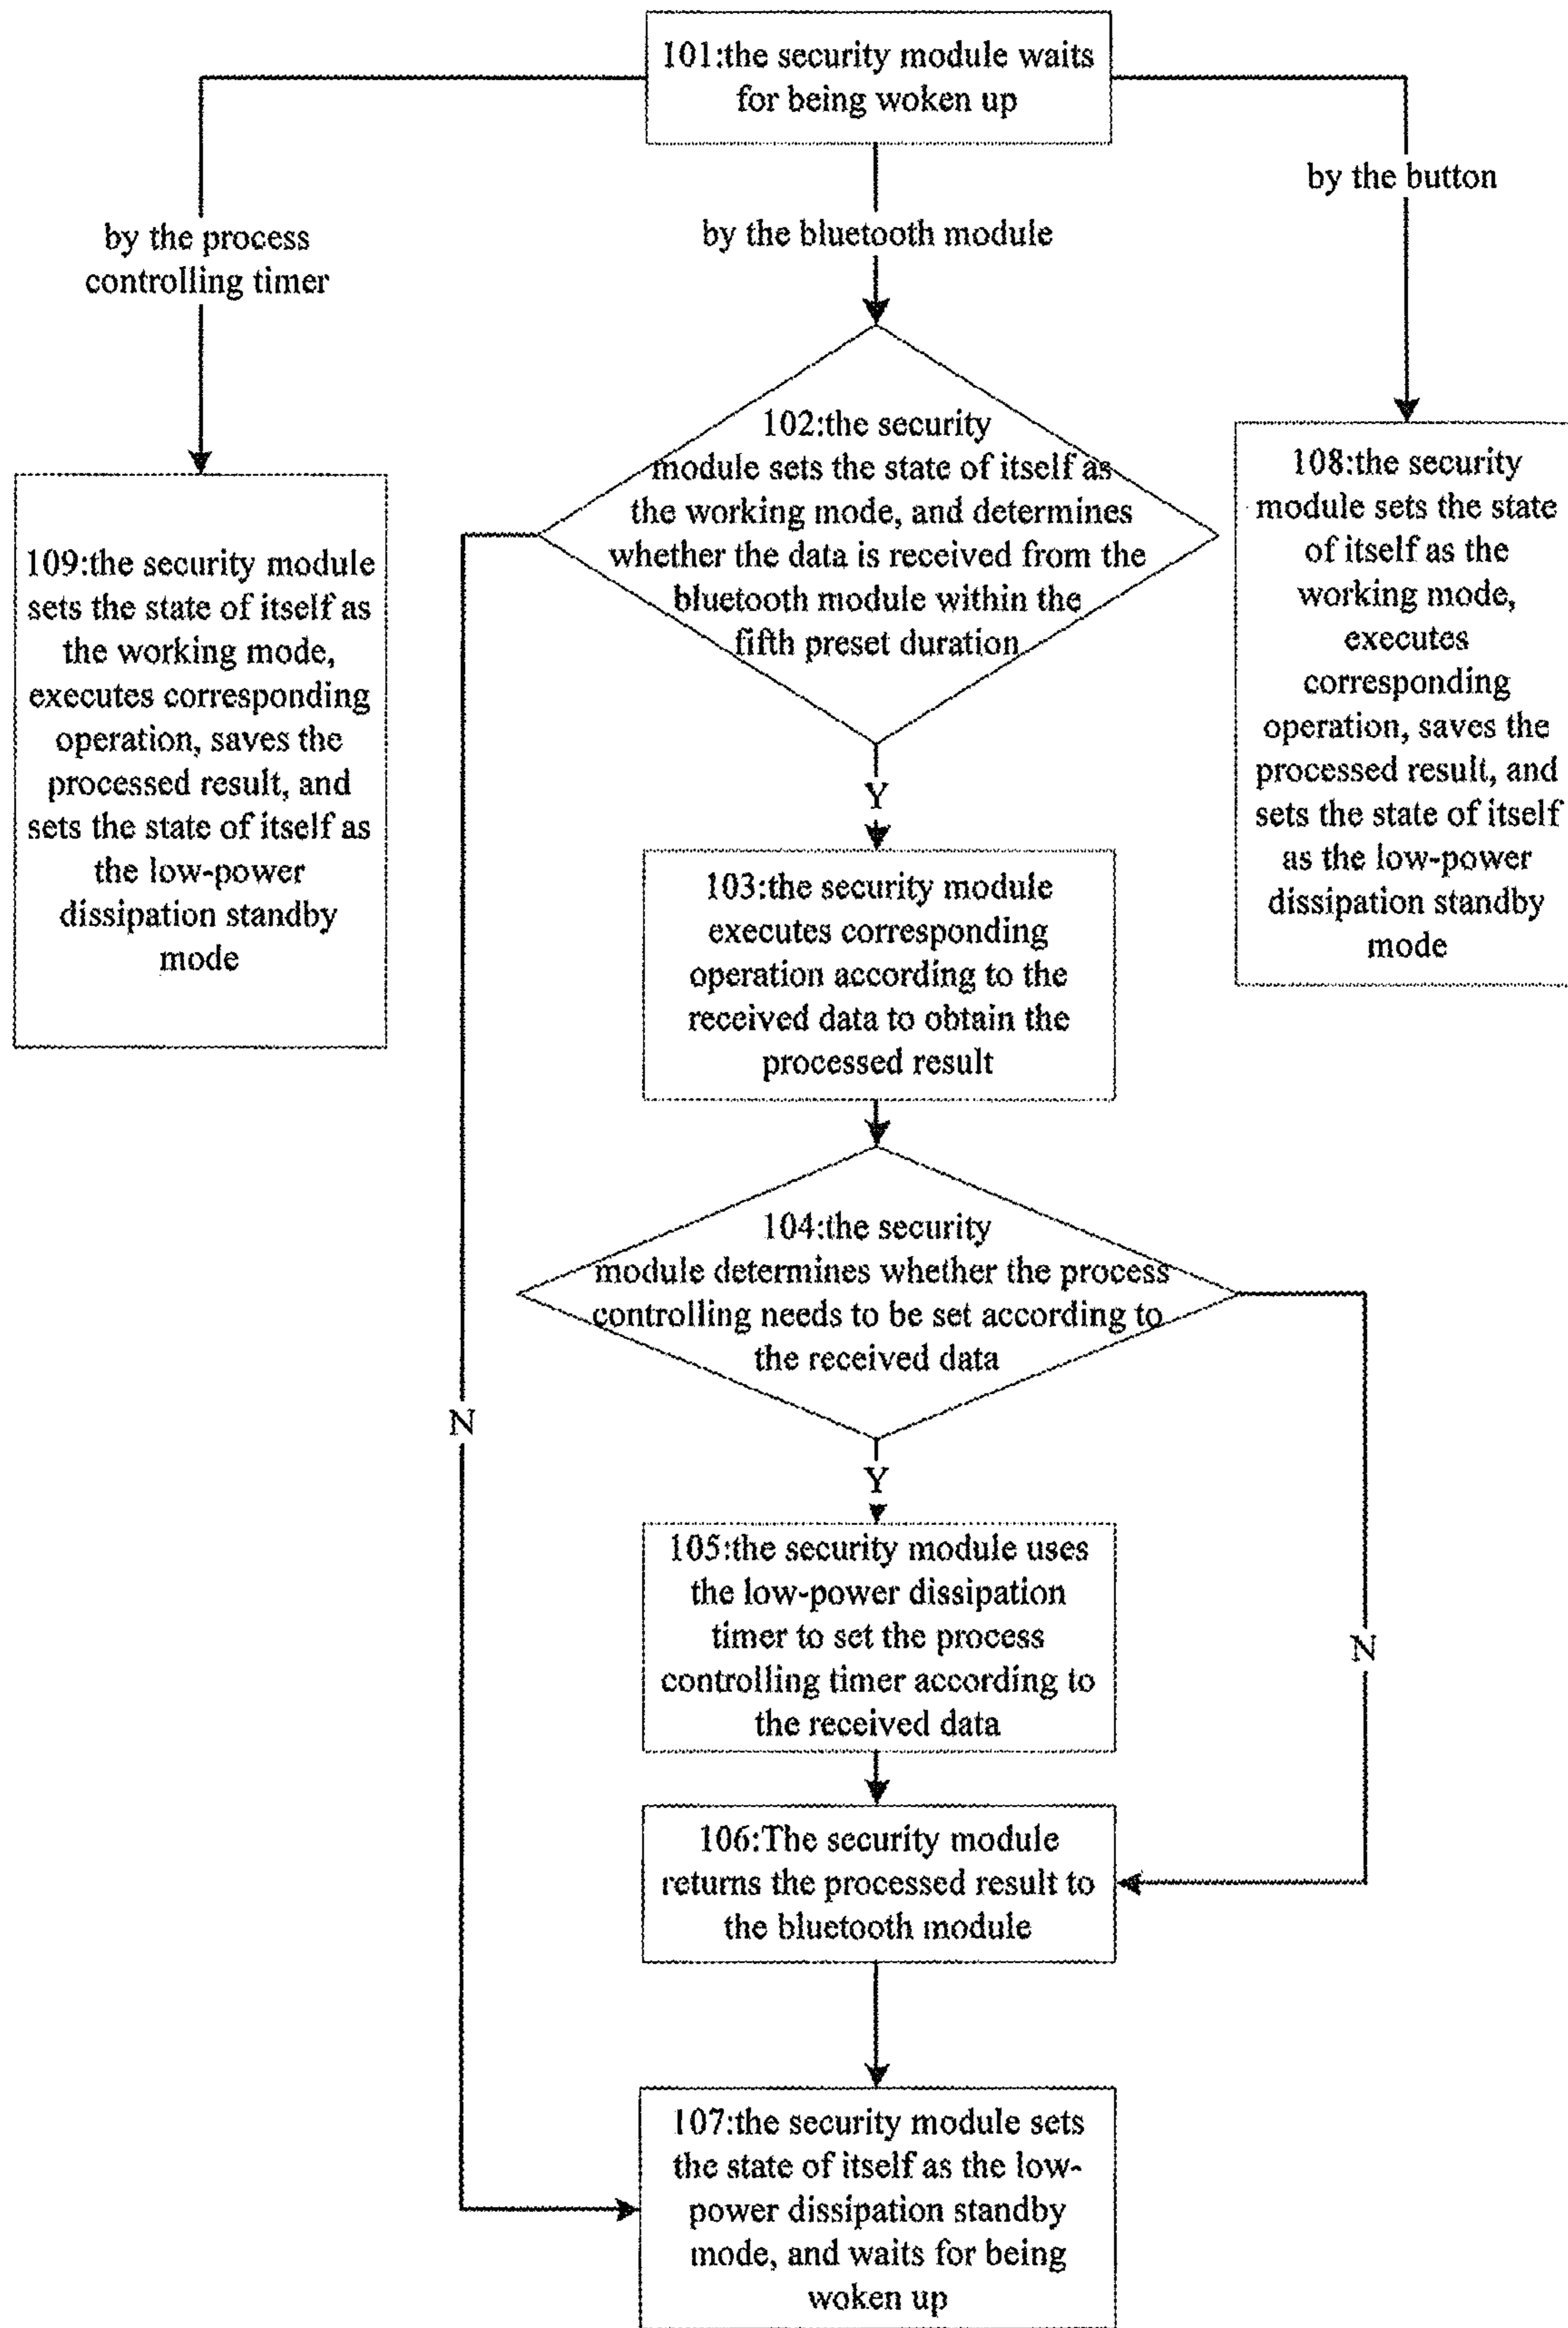 101:the security module waits
for being woken up
by the process
controlling timer
by the bluetooth module
by the button
102:the security
module sets the state of itself as
the working mode, and determines
whether the data is received from the
bluetooth module within the
fifth preset duration
109:the security module
sets the state of itself as
the working mode,
executes corresponding
operation, saves the
processed result, and
sets the state of itself as
the low-power
dissipation standby
mode
108:the security
module sets the state
of itself as the
working mode,
executes
corresponding
operation, saves the
processed result, and
sets the state of itself
as the low-power
dissipation standby
mode
Y
103:the security module
executes corresponding
operation according to the
received data to obtain the
processed result
104:the security
module determines whether the process
controlling needs to be set according to
the received data
N
Y
105:the security module uses
the low-power dissipation
timer to set the process
controlling timer according to
the received data
N
106:The security module
returns the processed result to
the bluetooth module
107:the security module sets
the state of itself as the low-
power dissipation standby
mode, and waits for being
woken up